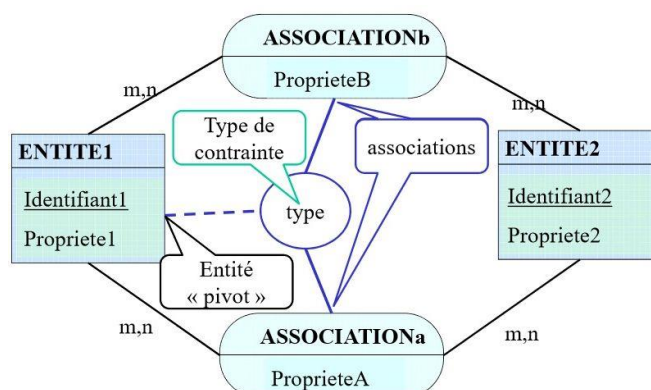 ASSOCIATIONb
ProprieteB
m,n
m,n
Type de
contrainte
associations
ENTITE1
Identifiant1
Propriete1
type
ENTITE2
Identifiant2
Propriete2
Entité
« pivot »
m,n
m,n
ASSOCIATIONa
ProprieteA